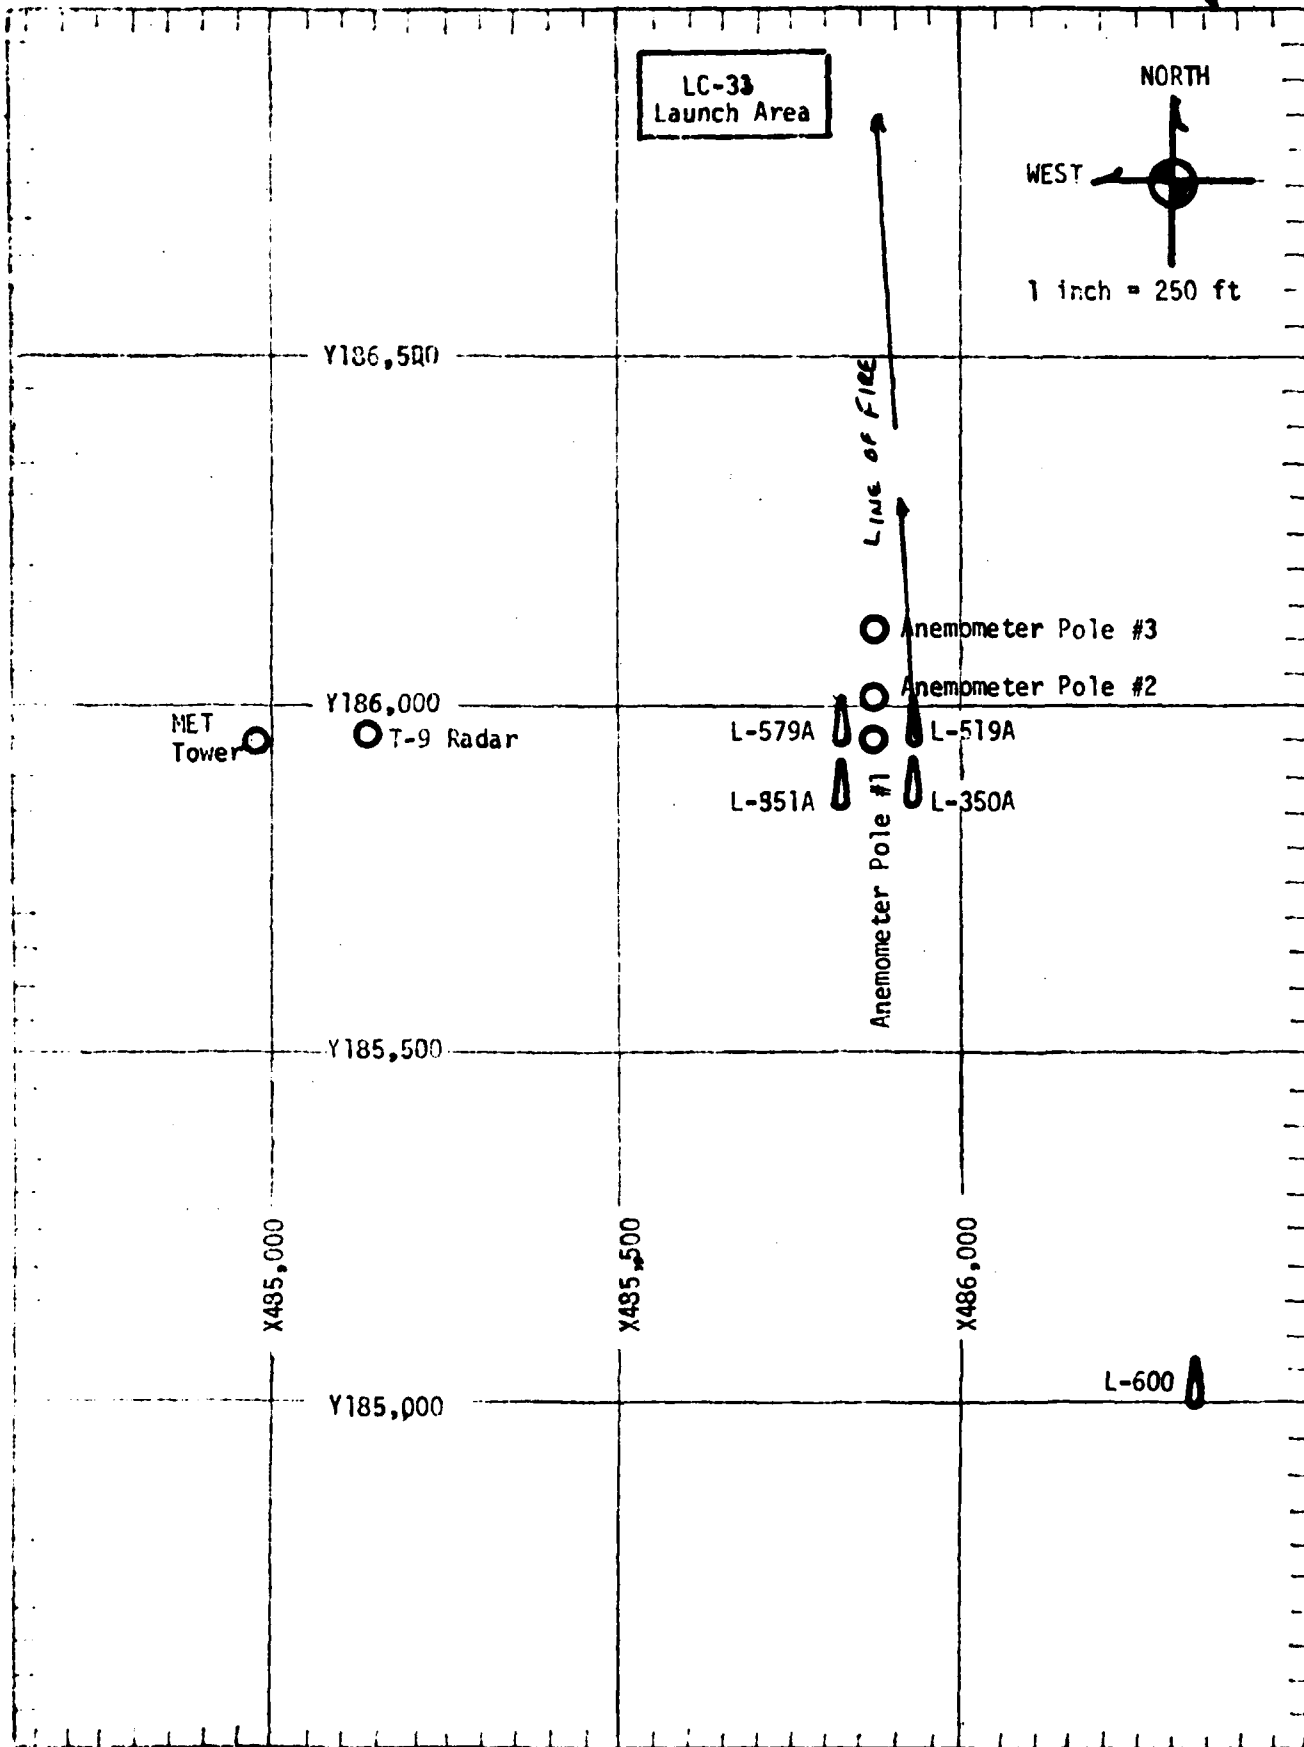 LC-33
Launch Area
NORTH
WEST
1 inch = 250 ft
Y186,500
LINE OF FIRE
Anemometer Pole #3
Anemometer Pole #2
Y186,000
MET
Tower
T-9 Radar
L-579A
L-519A
L-351A
L-350A
Anemometer Pole #1
Y185,500
X485,000
X485,500
X486,000
L-600
Y185,000